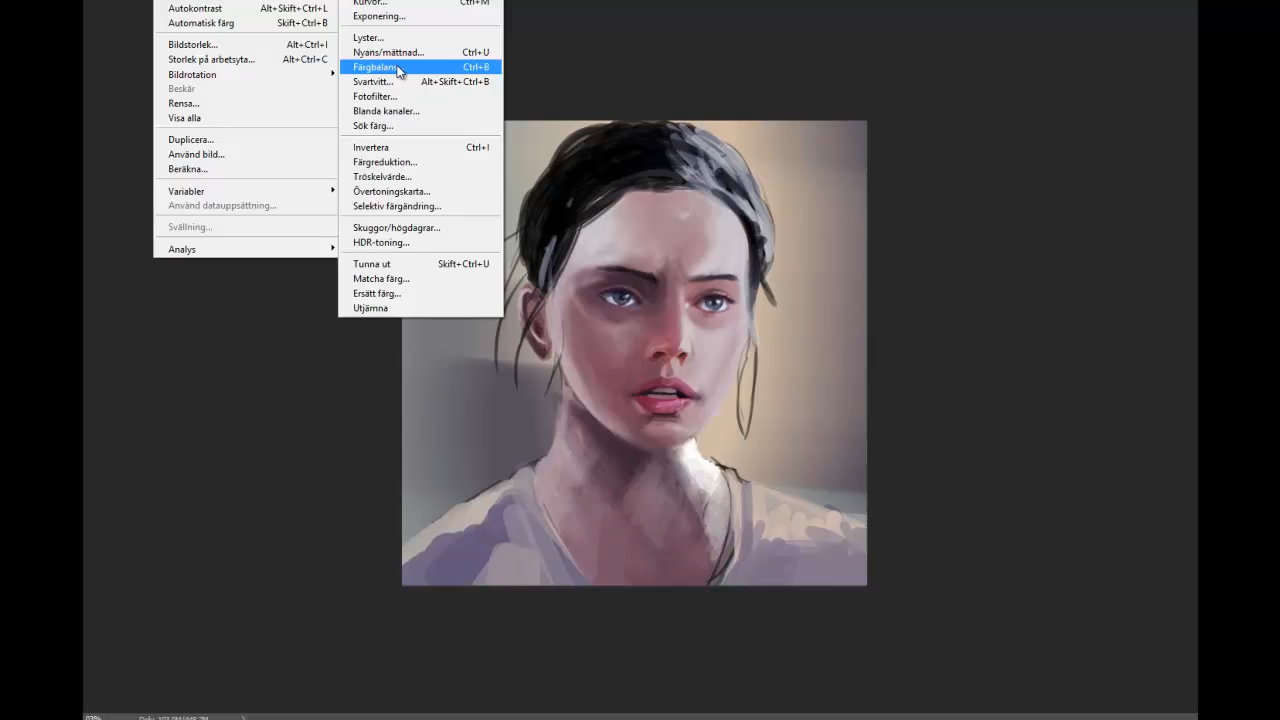 Autokontrast Alt+Skift+Ctrl+L
Automatisk färg Skift+Ctrl+B
Bildstorlek... Alt+Ctrl+I
Storlek på arbetsyta... Alt+Ctrl+C
Bildrotation
Beskär
Rensa...
Visa alla
Duplicera...
Använd bild...
Beräkna...
Variabler
Använd datauppsättning...
Svällning...
Analys
Kurvor... Ctrl+M
Exponering...
Lyster...
Nyans/mättnad... Ctrl+U
Färgbalans... Ctrl+B
Svartvitt... Alt+Skift+Ctrl+B
Fotofilter...
Blanda kanaler...
Sök färg...
Invertera Ctrl+I
Färgreduktion...
Tröskelvärde...
Övertoningskarta...
Selektiv färgändring...
Skuggor/högdagrar...
HDR-toning...
Tunna ut Skift+Ctrl+U
Matcha färg...
Ersätt färg...
Utjämna